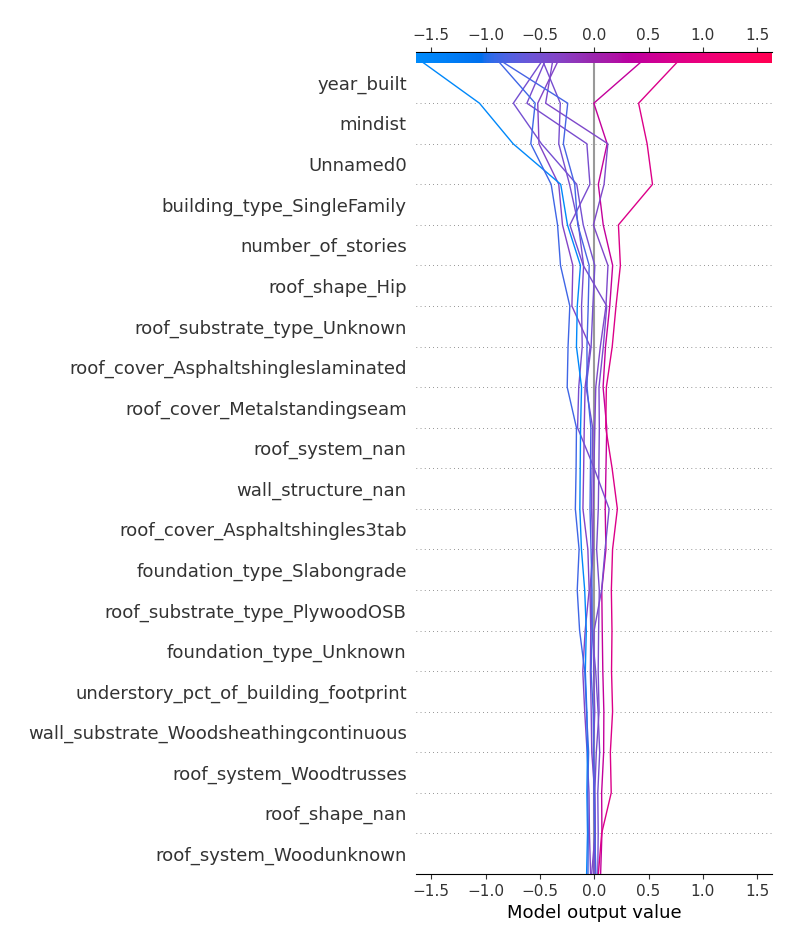 −1.5 −1.0 −0.5 0.0 0.5 1.0 1.5
year_built
mindist
Unnamed0
building_type_SingleFamily
number_of_stories
roof_shape_Hip
roof_substrate_type_Unknown
roof_cover_Asphaltshingleslaminated
roof_cover_Metalstandingseam
roof_system_nan
wall_structure_nan
roof_cover_Asphaltshingles3tab
foundation_type_Slabongrade
roof_substrate_type_PlywoodOSB
foundation_type_Unknown
understory_pct_of_building_footprint
wall_substrate_Woodsheathingcontinuous
roof_system_Woodtrusses
roof_shape_nan
roof_system_Woodunknown
−1.5 −1.0 −0.5 0.0 0.5 1.0 1.5
Model output value